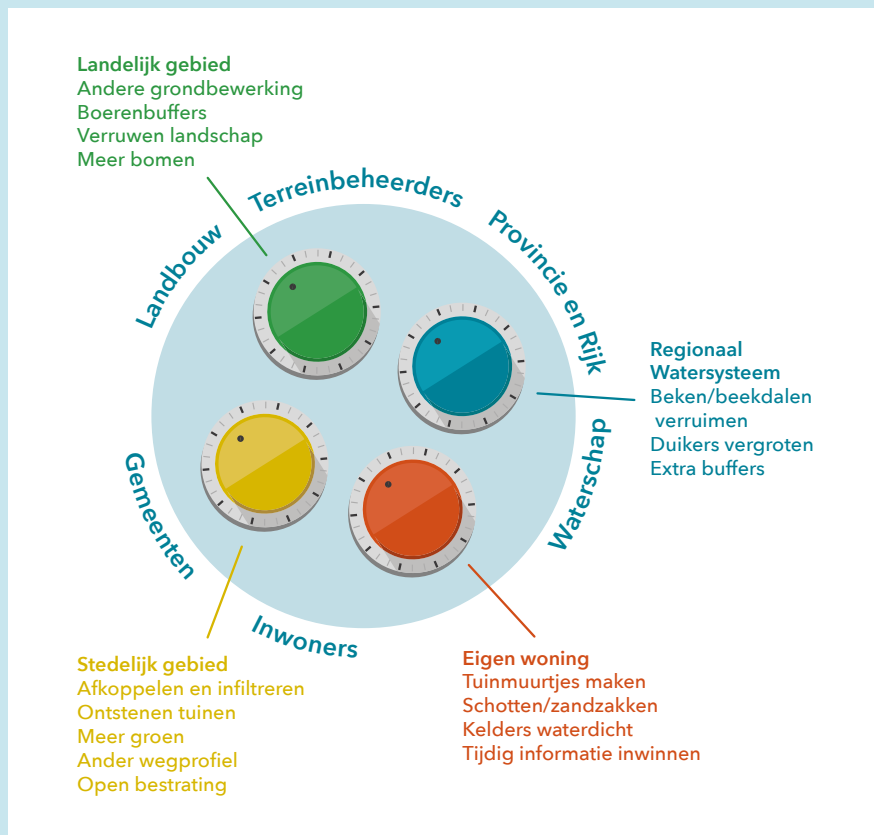 Landelijk gebied
Andere grondbewerking
Boerenbuffers
Verruwen landschap
Meer bomen
Terreinbeheerders
Provincie en Rijk
Landbouw
Regionaal
Watersysteem
Beken/beekdalen
verruimen
Duikers vergroten
Extra buffers
Waterschap
Gemeenten
Inwoners
Stedelijk gebied
Afkoppelen en infiltreren
Ontstenen tuinen
Meer groen
Ander wegprofiel
Open bestrating
Eigen woning
Tuinmuurtjes maken
Schotten/zandzakken
Kelders waterdicht
Tijdig informatie inwinnen